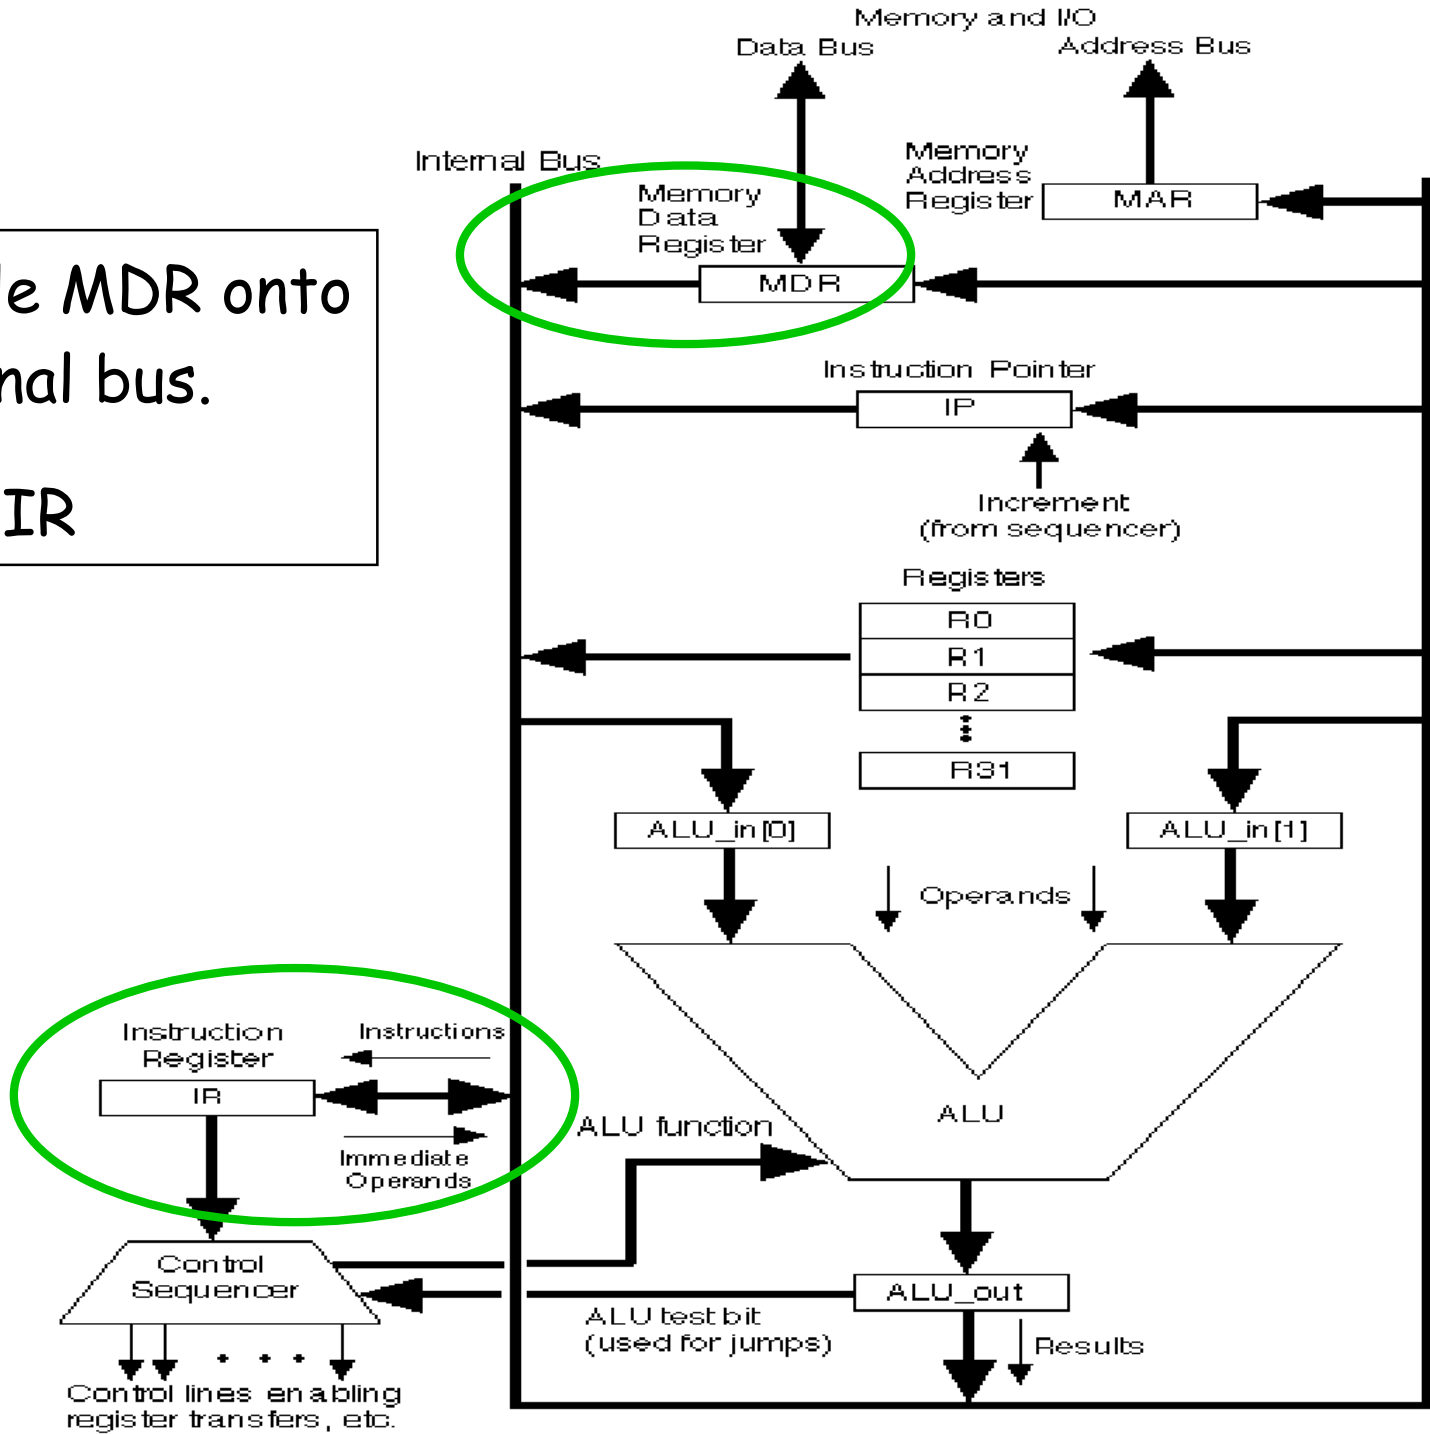 Memory and I/O
Data Bus
Address Bus
Internal Bus
Memory
Address
Register
MAR
Memory
Data
Register
MDR
MDR onto
bus.
IR
Instruction Pointer
IP
Increment
(from sequencer)
Registers
R0
R1
R2
R31
ALU_in[0]
ALU_in[1]
Operands
Instruction
Register
Instructions
IR
Immediate
Operands
ALU function
ALU
Control
Sequencer
ALU_out
ALU test bit
(used for jumps)
Results
Control lines enabling
register transfers, etc.